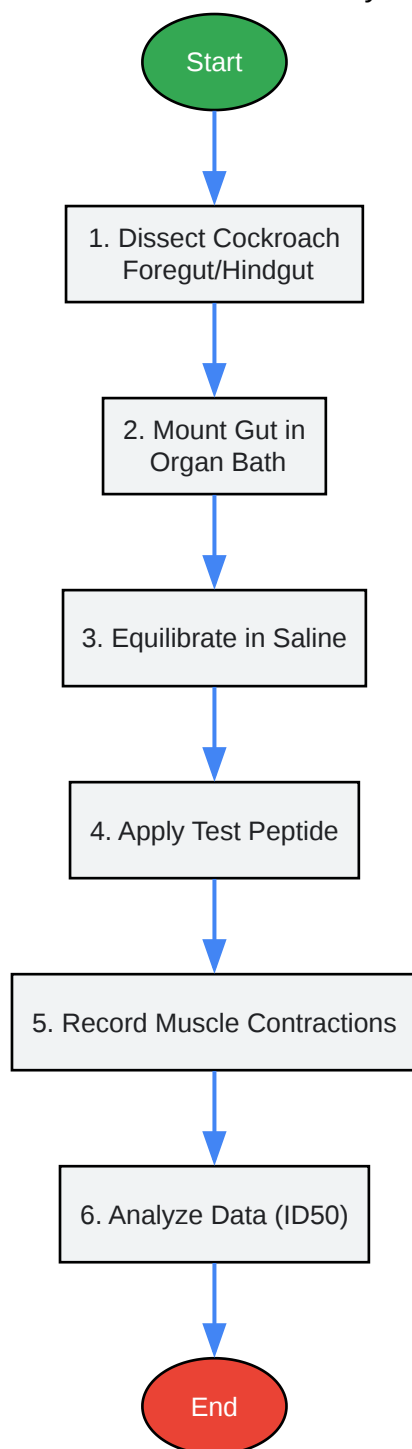 Start
1. Dissect Cockroach
Foregut/Hindgut
2. Mount Gut in
Organ Bath
3. Equilibrate in Saline
4. Apply Test Peptide
5. Record Muscle Contractions
6. Analyze Data (ID50)
End